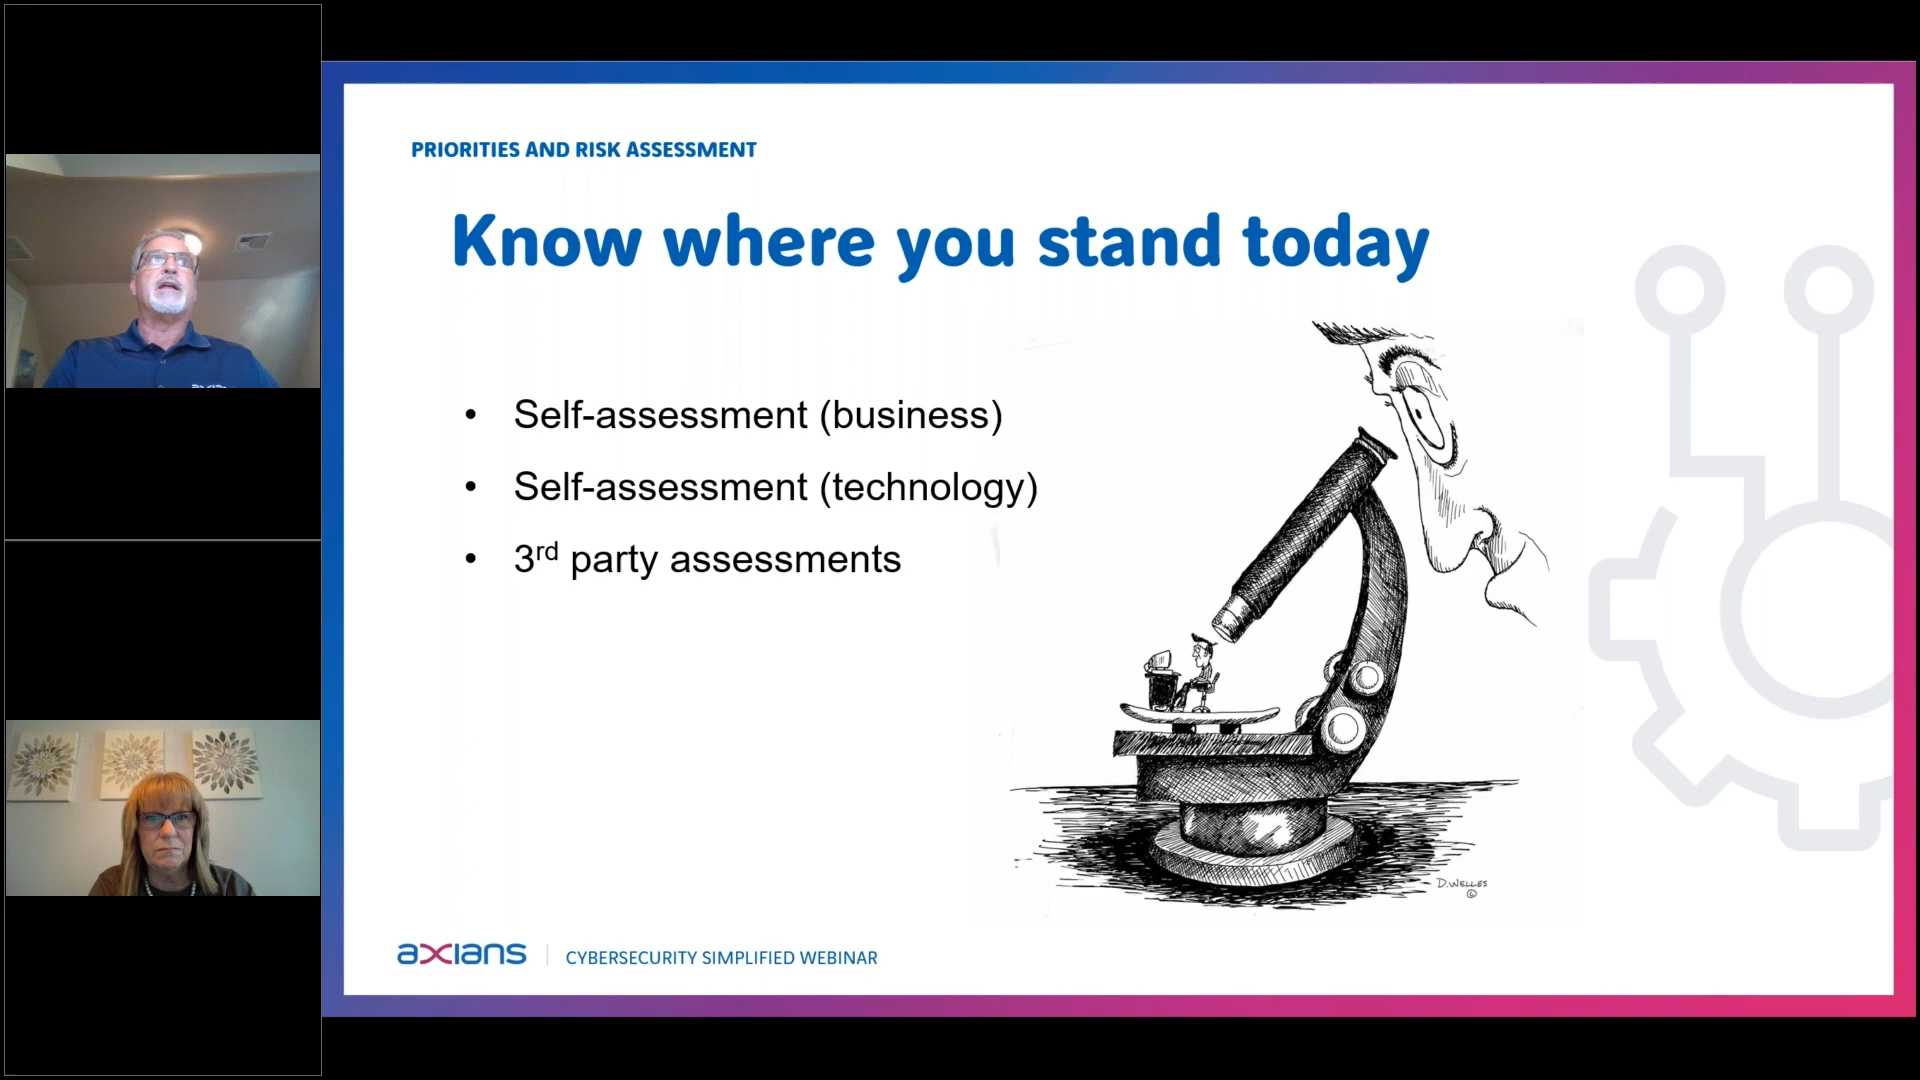 PRIORITIES AND RISK ASSESSMENT
Know where you stand today
• Self-assessment (business)
• Self-assessment (technology)
• 3rd party assessments
D.WELLES
©
axians
CYBERSECURITY SIMPLIFIED WEBINAR